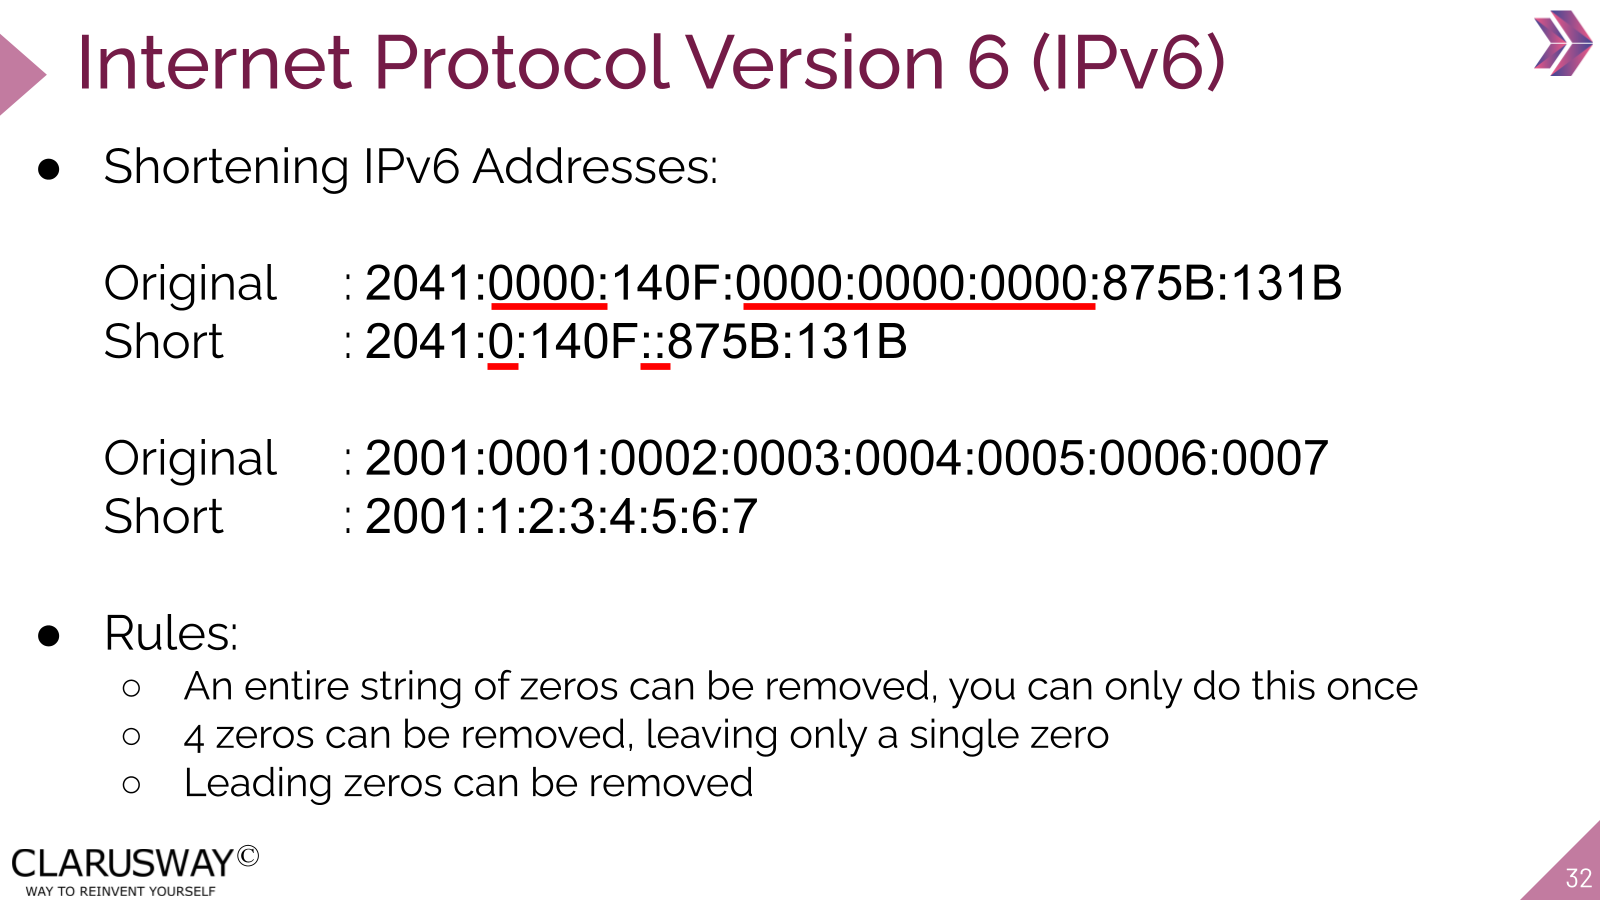 Internet Protocol Version 6 (IPv6)
● Shortening IPv6 Addresses:
Original : 2041:0000:140F:0000:0000:0000:875B:131B
Short : 2041:0:140F::875B:131B
Original : 2001:0001:0002:0003:0004:0005:0006:0007
Short : 2001:1:2:3:4:5:6:7
● Rules:
○ An entire string of zeros can be removed, you can only do this once
○ 4 zeros can be removed, leaving only a single zero
○ Leading zeros can be removed
CLARUSWAY©
WAY TO REINVENT YOURSELF
32